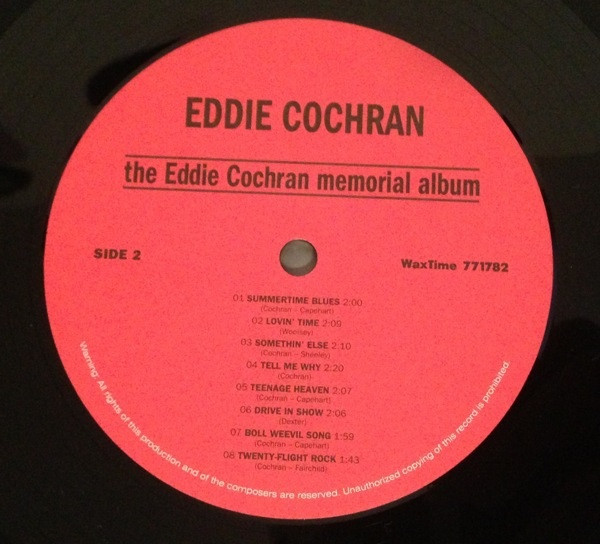 EDDIE COCHRAN
the Eddie Cochran memorial album
SIDE 2
WaxTime 771782
01 SUMMERTIME BLUES 2:00
(Cochran – Capehart)
02 LOVIN' TIME 2:09
(Woolsey)
03 SOMETHIN' ELSE 2:10
(Cochran – Sheeley)
04 TELL ME WHY 2:20
(Cochran)
05 TEENAGE HEAVEN 2:07
(Cochran – Capehart)
06 DRIVE IN SHOW 2:06
(Dexter)
07 BOLL WEEVIL SONG 1:59
(Cochran – Capehart)
08 TWENTY-FLIGHT ROCK 1:43
(Cochran – Fairchild)
Warning: All rights of this production and of the composers are reserved. Unauthorized copying of this record is prohibited.